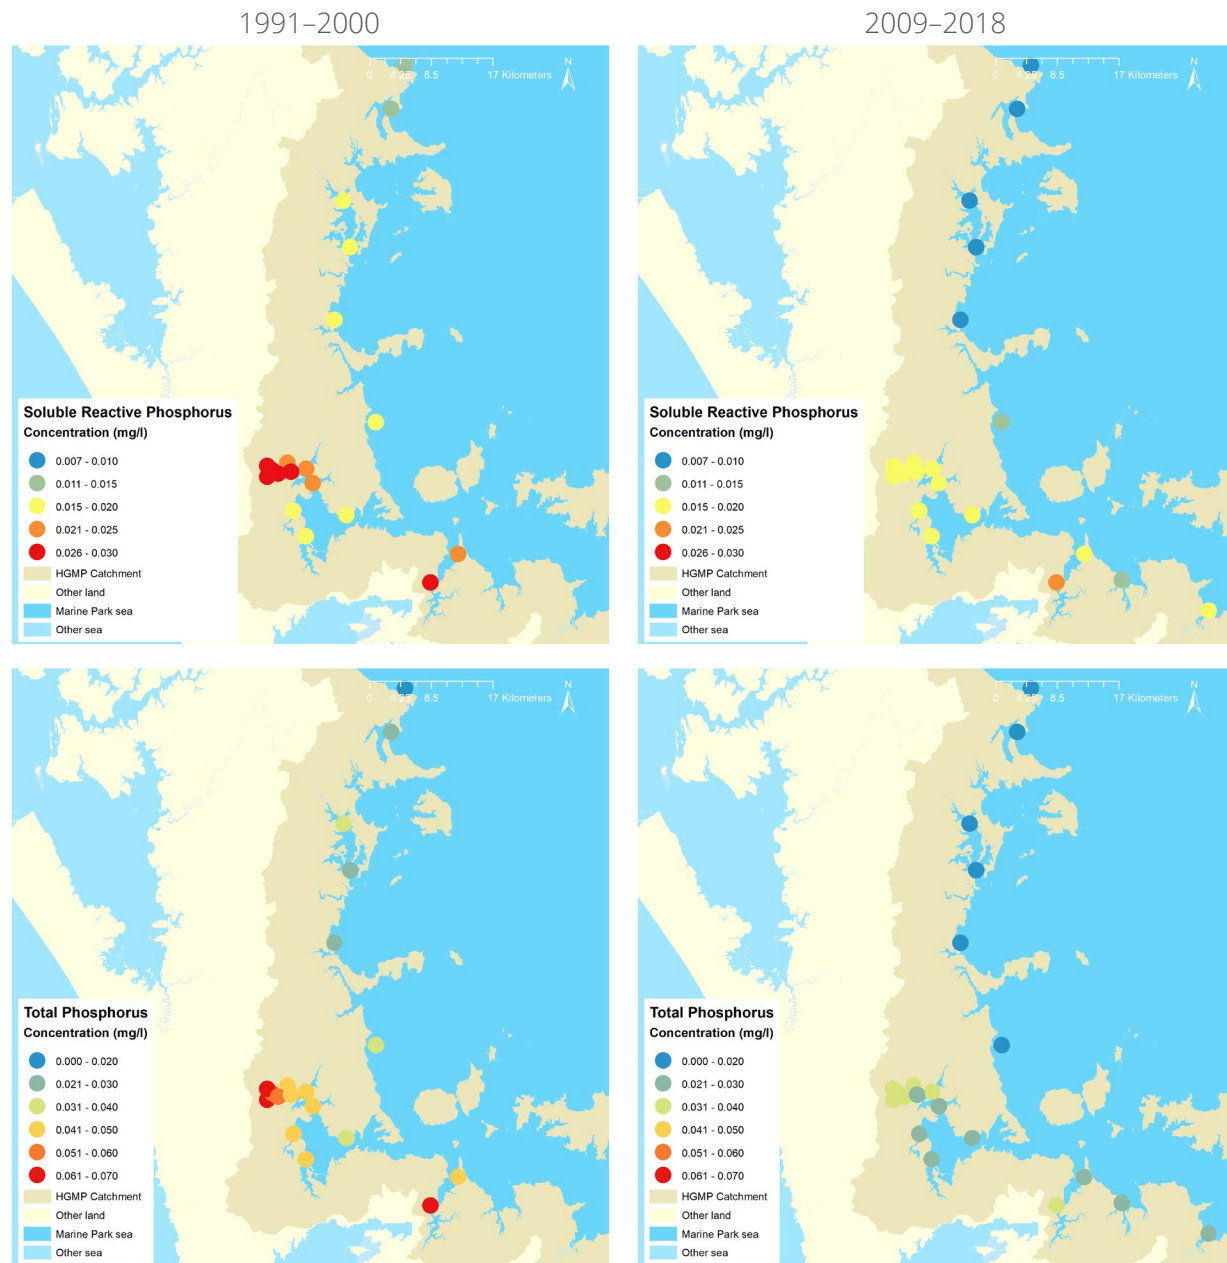 1991–2000
2009–2018
N
0 4.25 8.5 17 Kilometers
Soluble Reactive Phosphorus
Concentration (mg/l)
0.007 - 0.010
0.011 - 0.015
0.015 - 0.020
0.021 - 0.025
0.026 - 0.030
HGMP Catchment
Other land
Marine Park sea
Other sea
N
0 4.25 8.5 17 Kilometers
Soluble Reactive Phosphorus
Concentration (mg/l)
0.007 - 0.010
0.011 - 0.015
0.015 - 0.020
0.021 - 0.025
0.026 - 0.030
HGMP Catchment
Other land
Marine Park sea
Other sea
N
0 4.25 8.5 17 Kilometers
Total Phosphorus
Concentration (mg/l)
0.000 - 0.020
0.021 - 0.030
0.031 - 0.040
0.041 - 0.050
0.051 - 0.060
0.061 - 0.070
HGMP Catchment
Other land
Marine Park sea
Other sea
N
0 4.25 8.5 17 Kilometers
Total Phosphorus
Concentration (mg/l)
0.000 - 0.020
0.021 - 0.030
0.031 - 0.040
0.041 - 0.050
0.051 - 0.060
0.061 - 0.070
HGMP Catchment
Other land
Marine Park sea
Other sea